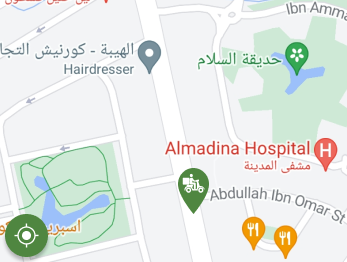 Ibn Amma
الهيبة - كورنيش التجا
Hairdresser
حديقة السلام
Almadina Hospital
H
مشفى المدينة
Abdullah Ibn Omar St